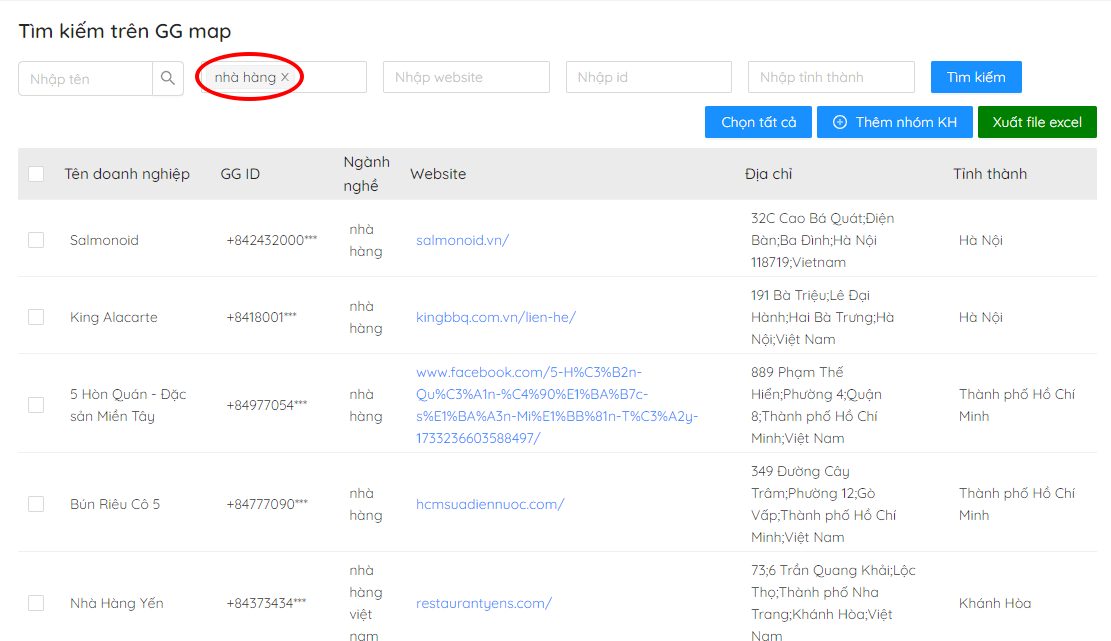 Tìm kiếm trên GG map
Nhập tên
nhà hàng x
Nhập website
Nhập id
Nhập tỉnh thành
Tìm kiếm
Chọn tất cả
Thêm nhóm KH
Xuất file excel
Tên doanh nghiệp
GG ID
Ngành
nghề
Website
Địa chỉ
Tỉnh thành
Salmonoid
+842432000***
nhà
hàng
salmonoid.vn/
32C Cao Bá Quát;Điện
Bàn;Ba Đình;Hà Nội
118719;Vietnam
Hà Nội
King Alacarte
+8418001***
nhà
hàng
kingbbq.com.vn/lien-he/
191 Bà Triệu;Lê Đại
Hành;Hai Bà Trưng;Hà
Nội;Việt Nam
Hà Nội
5 Hòn Quán - Đặc
sản Miền Tây
+84977054***
nhà
hàng
www.facebook.com/5-H%C3%B2n-
Qu%C3%A1n-%C4%90%E1%BA%B7c-
s%E1%BA%A3n-Mi%E1%BB%81n-T%C3%A2y-
1733236603588497/
889 Phạm Thế
Hiển;Phường 4;Quận
8;Thành phố Hồ Chí
Minh;Việt Nam
Thành phố Hồ Chí
Minh
Bún Riêu Cô 5
+84777090***
nhà
hàng
hcmsuadiennuoc.com/
349 Đường Cây
Trâm;Phường 12;Gò
Vấp;Thành phố Hồ Chí
Minh;Việt Nam
Thành phố Hồ Chí
Minh
Nhà Hàng Yến
+84373434***
nhà
hàng
việt
nam
restaurantyens.com/
73;6 Trần Quang Khải;Lộc
Thọ;Thành phố Nha
Trang;Khánh Hòa;Việt
Nam
Khánh Hòa